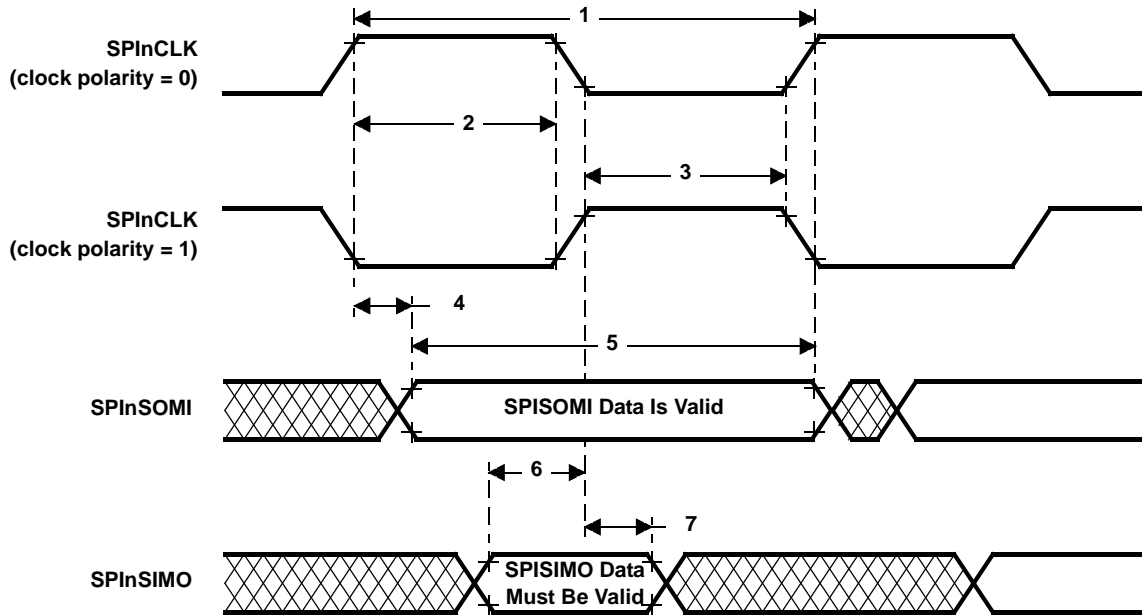 1
SPInCLK
(clock polarity = 0)
2
3
SPInCLK
(clock polarity = 1)
4
5
SPInSOMI
SPISOMI Data Is Valid
6
7
SPInSIMO
SPISIMO Data
Must Be Valid